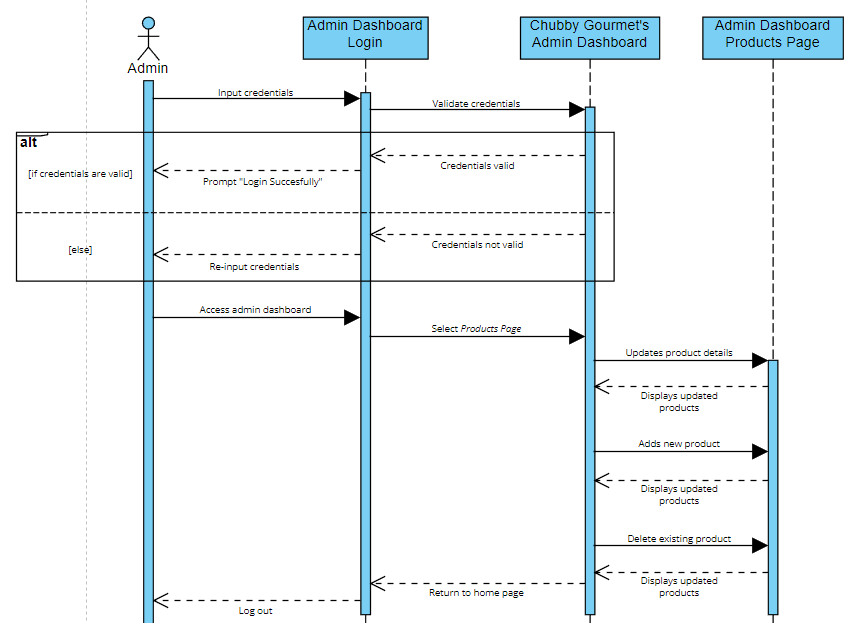 Admin Dashboard
Login
Chubby Gourmet's
Admin Dashboard
Admin Dashboard
Products Page
Admin
Input credentials
Validate credentials
alt
Credentials valid
[if credentials are valid]
Prompt "Login Succesfully"
Credentials not valid
[else]
Re-input credentials
Access admin dashboard
Select Products Page
Updates product details
Displays updated
products
Adds new product
Displays updated
products
Delete existing product
Displays updated
products
Return to home page
Log out